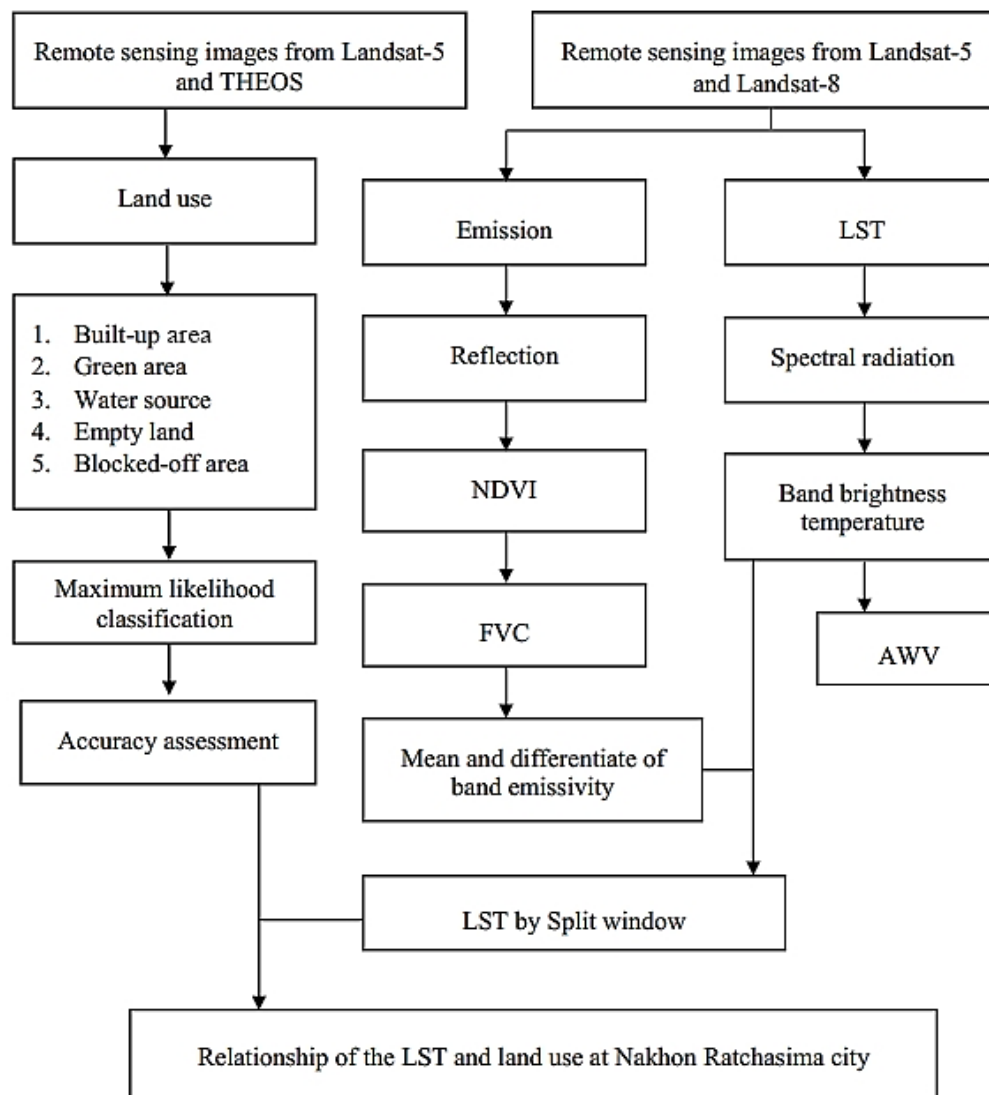 Remote sensing images from Landsat-5
and THEOS
Remote sensing images from Landsat-5
and Landsat-8
Land use
Emission
LST
1. Built-up area
2. Green area
3. Water source
4. Empty land
5. Blocked-off area
Reflection
Spectral radiation
NDVI
Band brightness
temperature
Maximum likelihood
classification
FVC
AWV
Accuracy assessment
Mean and differentiate of
band emissivity
LST by Split window
Relationship of the LST and land use at Nakhon Ratchasima city